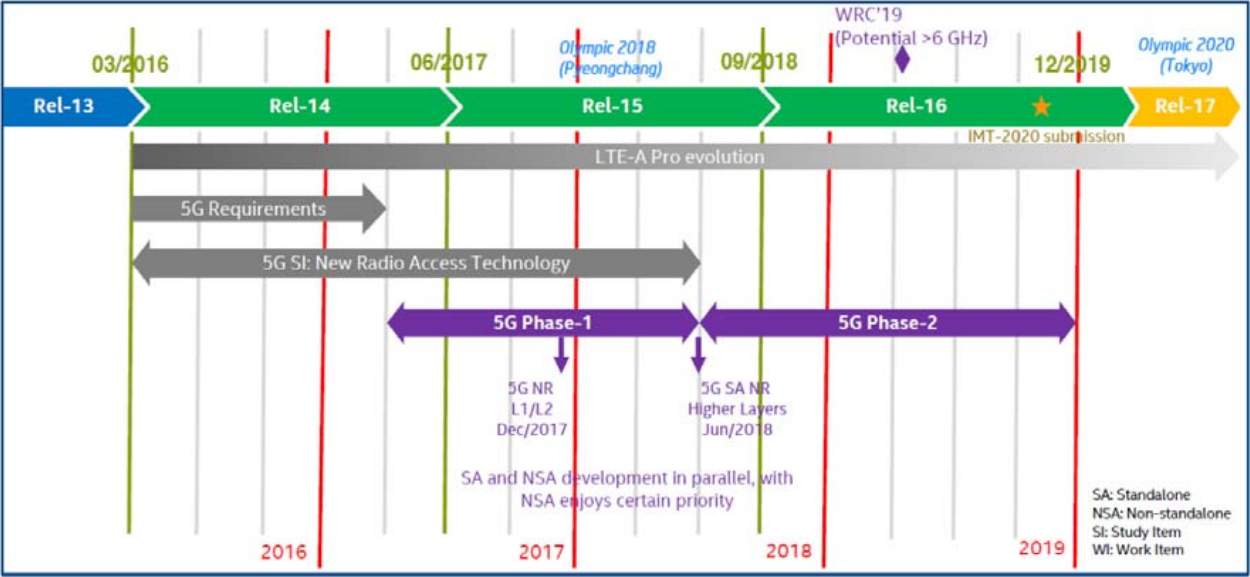 WRC'19
(Potential >6 GHz)
Olympic 2018
(Pyeongchang)
Olympic 2020
(Tokyo)
03/2016
06/2017
09/2018
12/2019
Rel-13
Rel-14
Rel-15
Rel-16
Rel-17
IMT-2020 submission
LTE-A Pro evolution
5G Requirements
5G SI: New Radio Access Technology
5G Phase-1
5G Phase-2
5G NR
L1/L2
Dec/2017
5G SA NR
Higher Layers
Jun/2018
SA and NSA development in parallel, with
NSA enjoys certain priority
SA: Standalone
NSA: Non-standalone
SI: Study Item
WI: Work Item
2016
2017
2018
2019